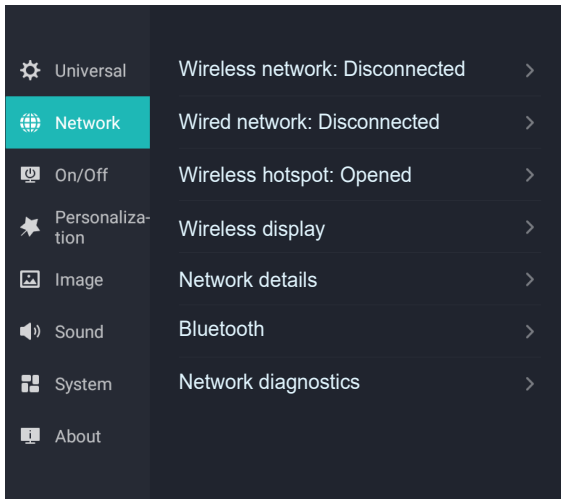 Universal
Network
On/Off
Personaliza-
tion
Image
Sound
System
About
Wireless network: Disconnected
Wired network: Disconnected
Wireless hotspot: Opened
Wireless display
Network details
Bluetooth
Network diagnostics